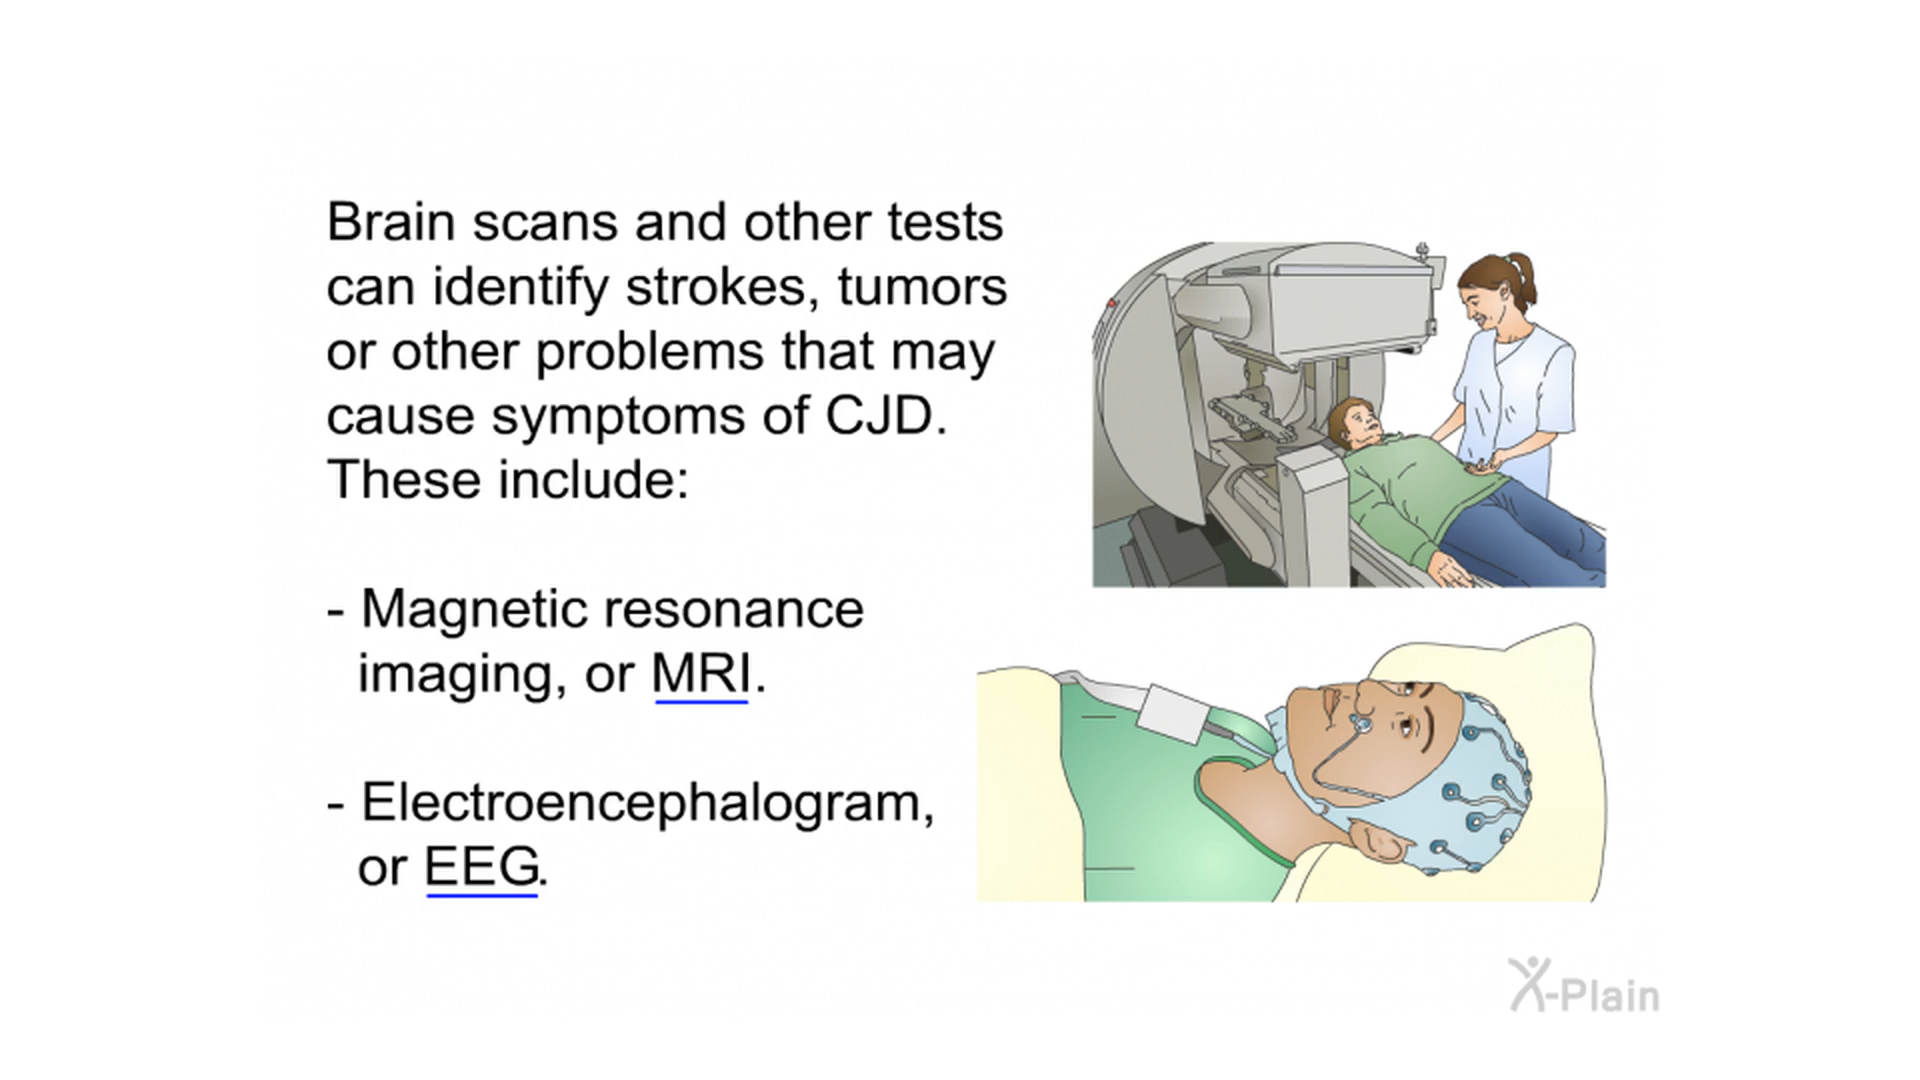 Brain scans and other tests
can identify strokes, tumors
or other problems that may
cause symptoms of CJD.
These include:
- Magnetic resonance
imaging, or MRI.
- Electroencephalogram,
or EEG.
X-Plain